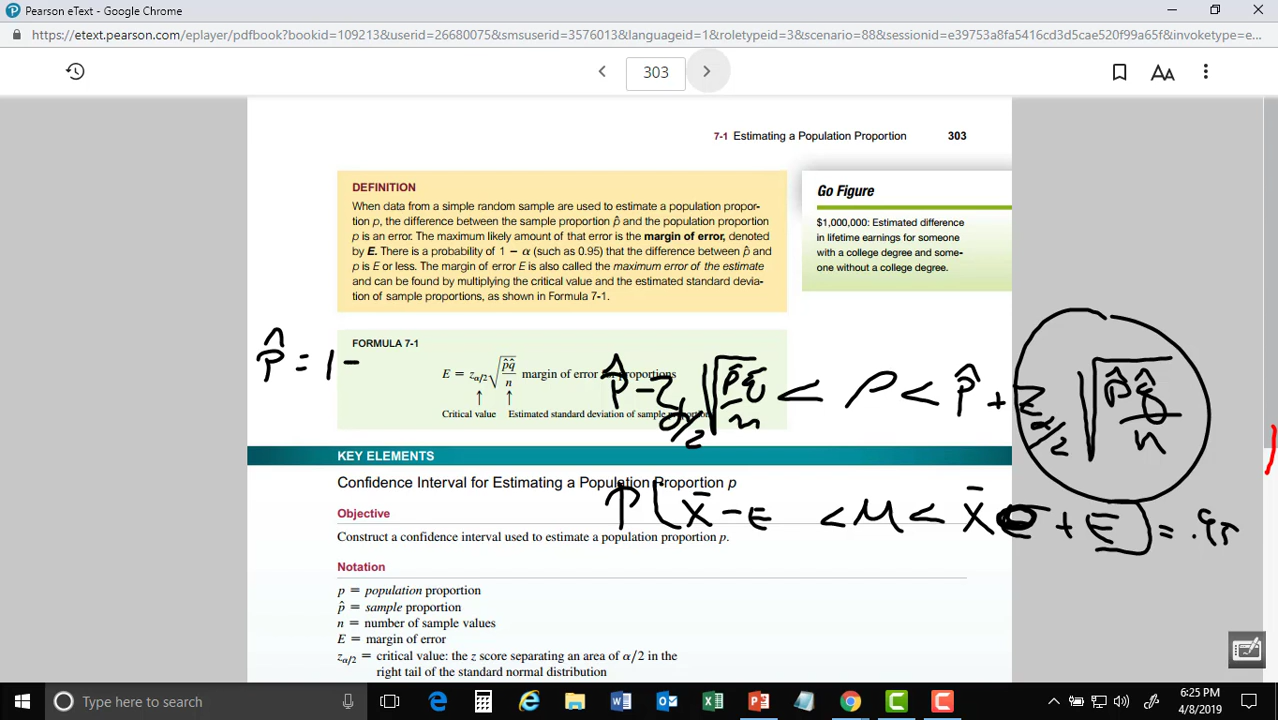 Pearson eText - Google Chrome
https://etext.pearson.com/eplayer/pdfbook?bookid=109213&userid=26680075&smsuserid=3576013&languageid=1&roletypeid=3&scenario=88&sessionid=e39753a8fa5416cd3d5cae520f99a65f&invoketype=e...
303
7-1 Estimating a Population Proportion 303
DEFINITION
When data from a simple random sample are used to estimate a population propor-
tion p, the difference between the sample proportion p̂ and the population proportion
p is an error. The maximum likely amount of that error is the margin of error, denoted
by E. There is a probability of 1 − α (such as 0.95) that the difference between p̂ and
p is E or less. The margin of error E is also called the maximum error of the estimate
and can be found by multiplying the critical value and the estimated standard devia-
tion of sample proportions, as shown in Formula 7-1.
Go Figure
$1,000,000: Estimated difference
in lifetime earnings for someone
with a college degree and some-
one without a college degree.
FORMULA 7-1
p̂ = 1 −
E = zα/2 √(p̂q̂/n) margin of error for proportions
Critical value Estimated standard deviation of sample proportions
p̂ − zα/2 √(p̂q̂/n) < p < p̂ + zα/2 √(p̂q̂/n)
KEY ELEMENTS
Confidence Interval for Estimating a Population Proportion p
x̄ − E < μ < x̄ + E) =
Objective
Construct a confidence interval used to estimate a population proportion p.
Notation
p = population proportion
p̂ = sample proportion
n = number of sample values
E = margin of error
zα/2 = critical value: the z score separating an area of α/2 in the
right tail of the standard normal distribution
Type here to search
6:25 PM
4/8/2019